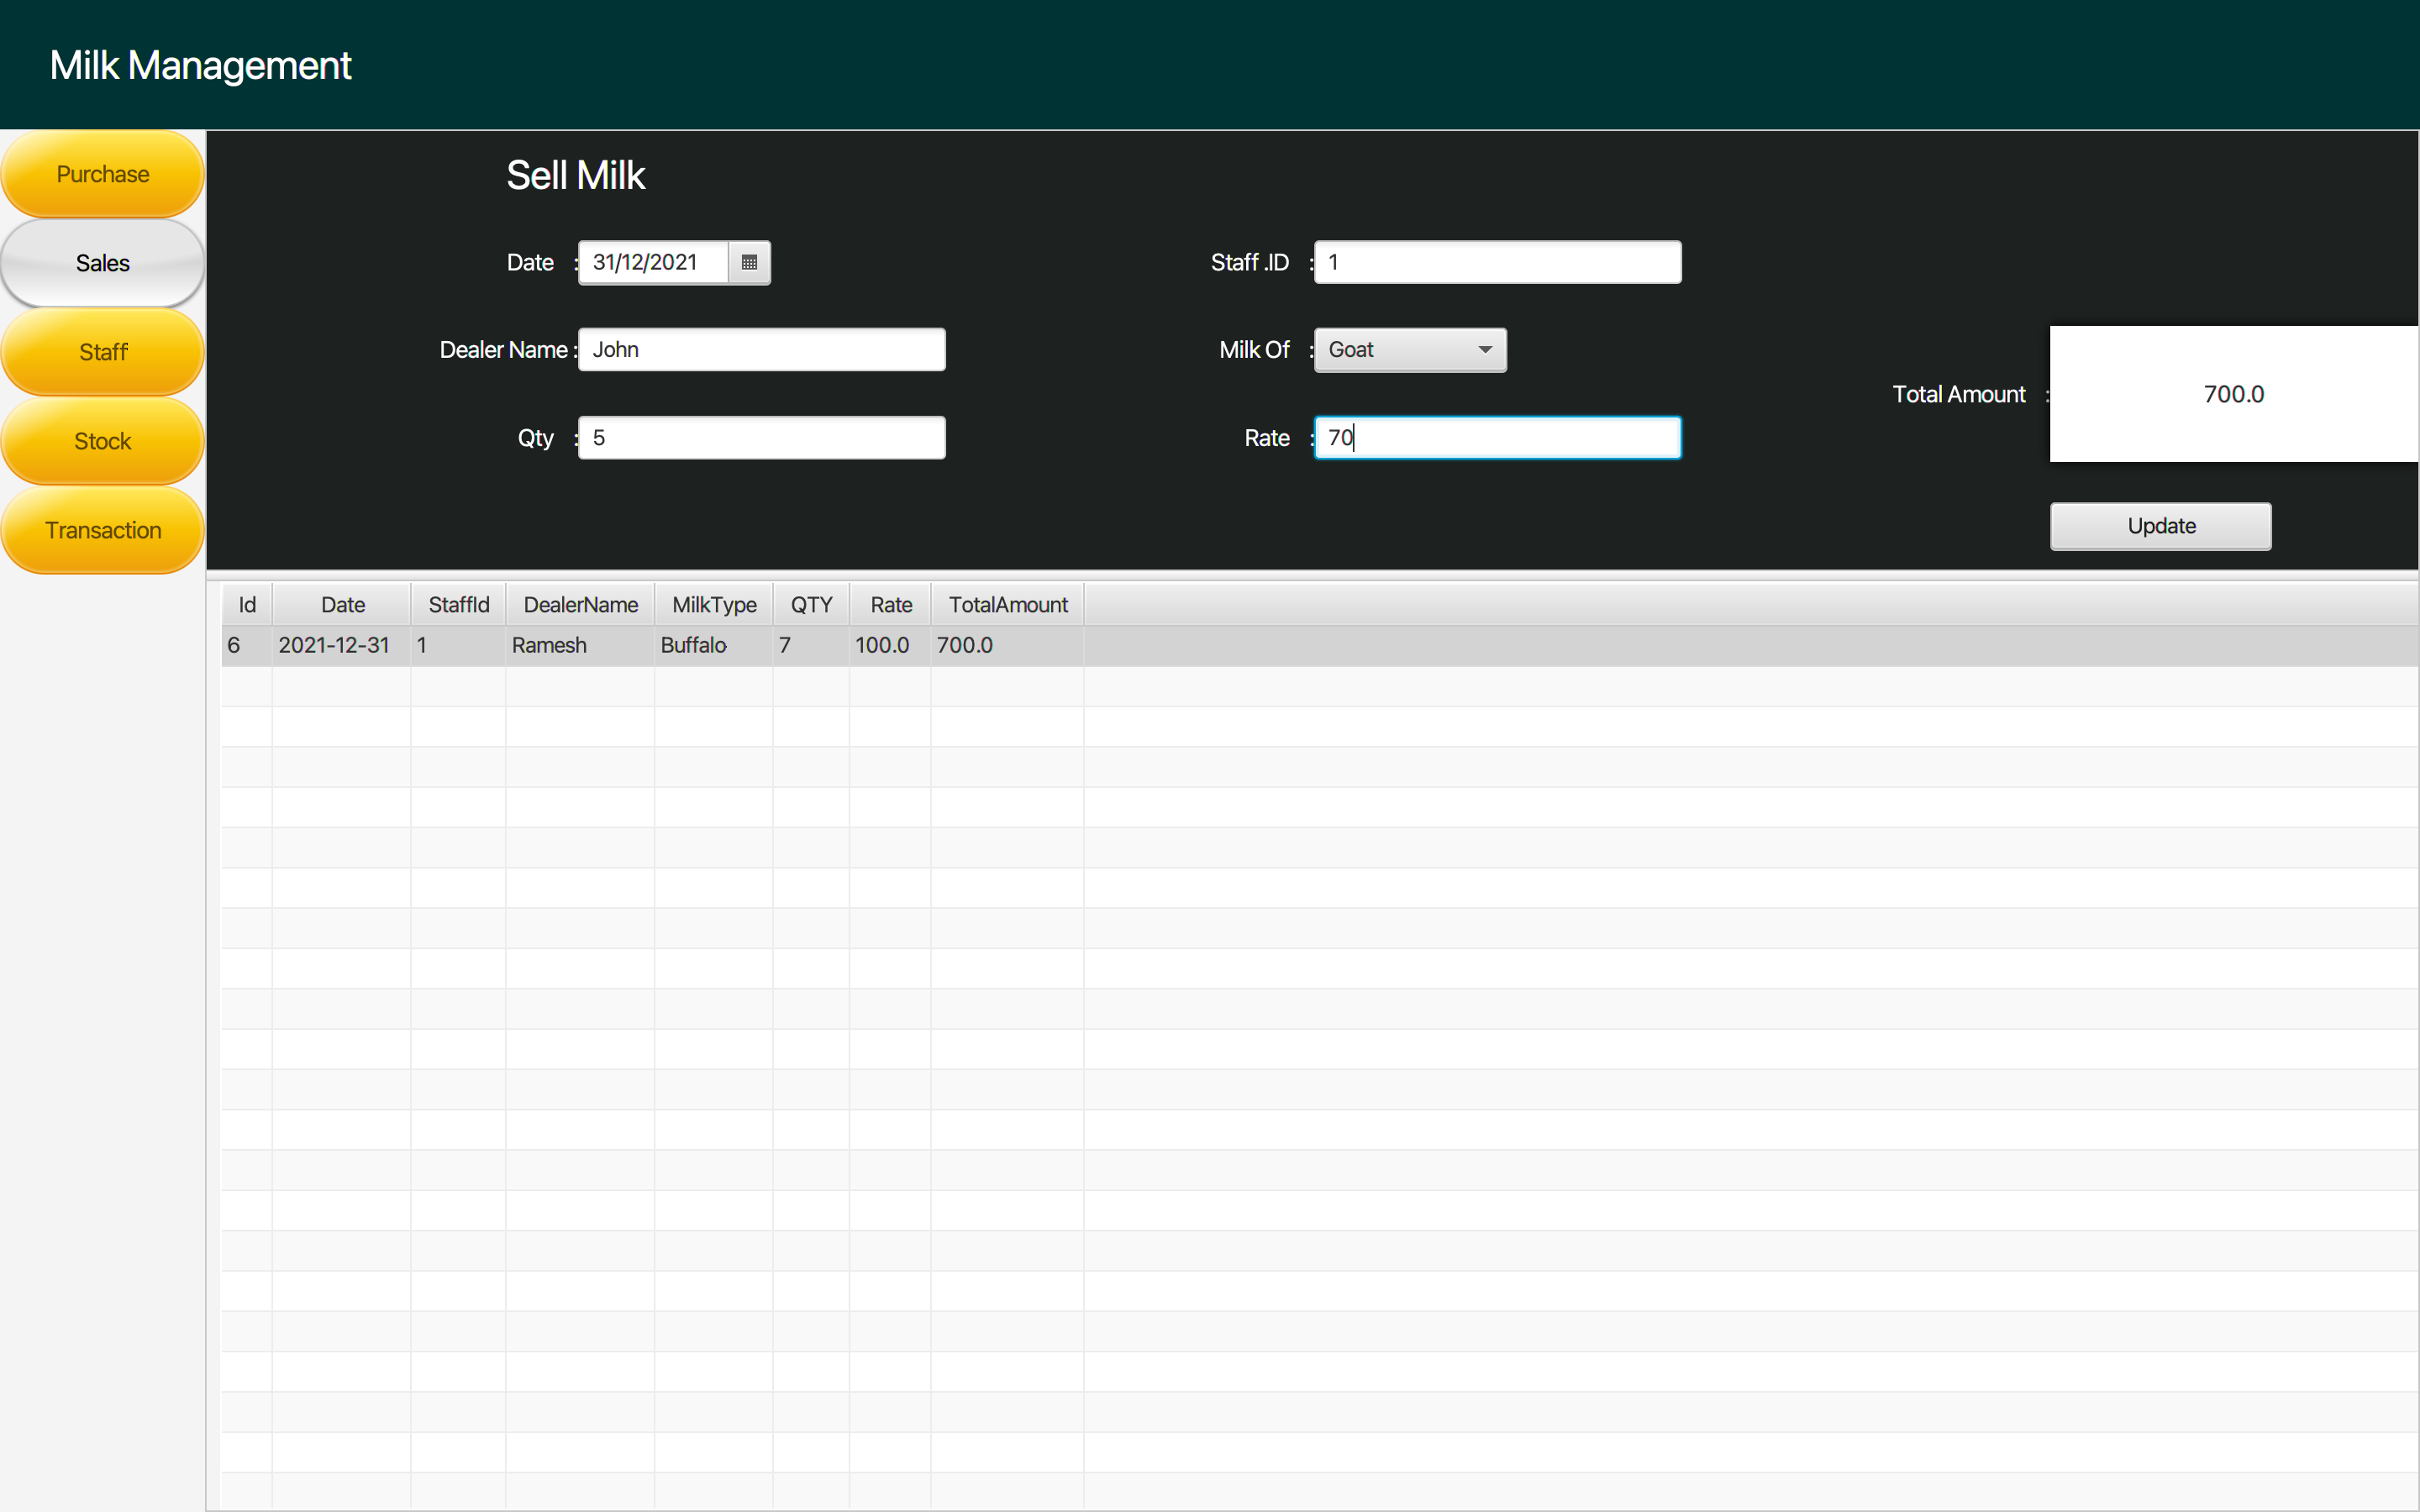 Milk Management
Purchase
Sales
Staff
Stock
Transaction
Sell Milk
Date : 31/12/2021 Staff .ID : 1
Dealer Name : John Milk Of : Goat
Total Amount : 700.0
Qty : 5 Rate : 70
Update
Id Date StaffId DealerName MilkType QTY Rate TotalAmount
6 2021-12-31 1 Ramesh Buffalo 7 100.0 700.0